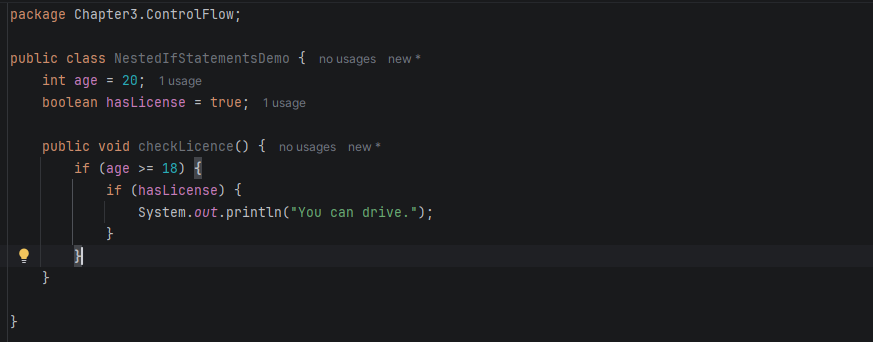 package Chapter3.ControlFlow;
public class NestedIfStatementsDemo { no usages new *
int age = 20; 1 usage
boolean hasLicense = true; 1 usage
public void checkLicence() { no usages new *
if (age >= 18) {
if (hasLicense) {
System.out.println("You can drive.");
}
}
}
}